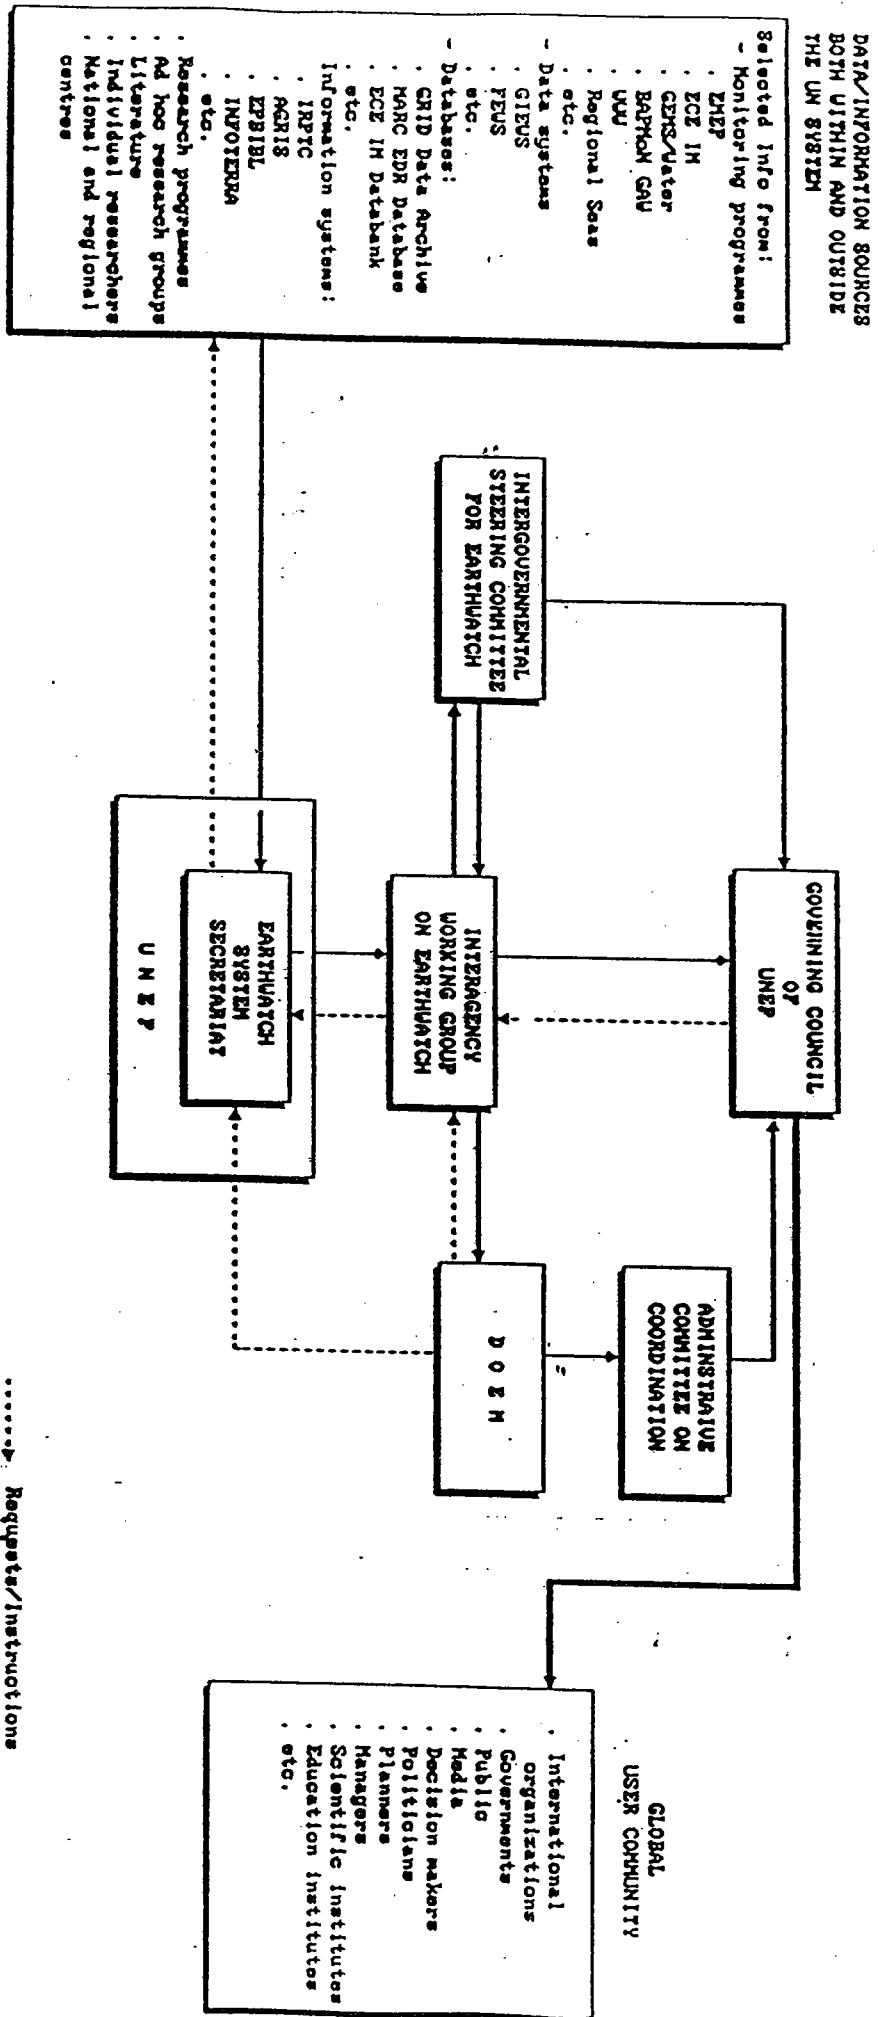 DATA/INFORMATION SOURCES
BOTH WITHIN AND OUTSIDE
THE UN SYSTEM
Selected info from:
- Monitoring programmes
. EMEP
. ECE IM
. GEMS/Water
. BAPMoN GAW
. WWW
. Regional Seas
. etc.
- Data systems
. GIEWS
. FEWS
. etc.
- Databases:
. GRID Data Archive
. MARC EDR Database
. ECE IM Databank
. etc.
Information systems:
. IRPTC
. AGRIS
. EPBIBL
. INFOTERRA
. etc.
. Research programmes
. Ad hoc research groups
. Literature
. Individual researchers
. National and regional
centres
INTERGOVERNMENTAL
STEERING COMMITTEE
FOR EARTHWATCH
GOVERNING COUNCIL
OF
UNEP
INTERAGENCY
WORKING GROUP
ON EARTHWATCH
EARTHWATCH
SYSTEM
SECRETARIAT
U N E P
ADMINSTRAIVE
COMMITTEE ON
COORDINATION
D O E M
GLOBAL
USER COMMUNITY
. International
organizations
. Governments
. Public
. Media
. Decision makers
. Politicians
. Planners
. Managers
. Scientific institutes
. Education institutes
. etc.
Requests/Instructions